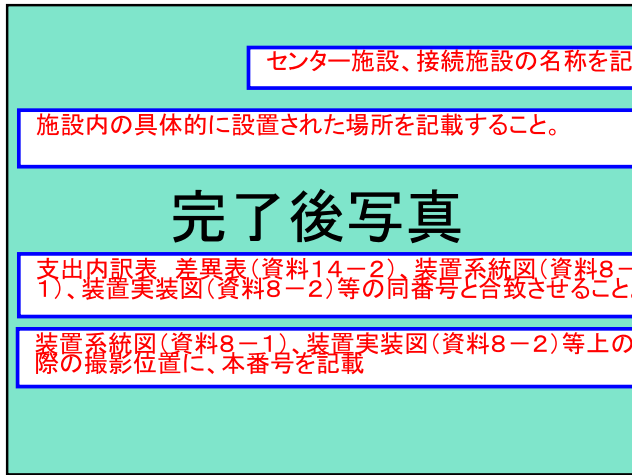 センター施設、接続施設の名称を記
施設内の具体的に設置された場所を記載すること。
完了後写真
支出内訳表、差異表（資料１４－２）、装置系統図（資料８－
１）、装置実装図（資料８－２）等の同番号と合致させること。
装置系統図（資料８－１）、装置実装図（資料８－２）等上の
際の撮影位置に、本番号を記載